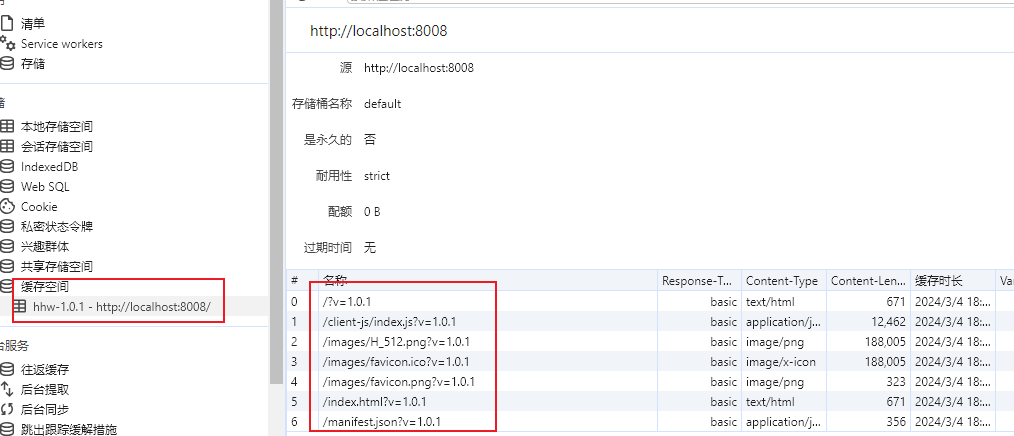 清单
Service workers
存储
储
本地存储空间
会话存储空间
IndexedDB
Web SQL
Cookie
私密状态令牌
兴趣群体
共享存储空间
缓存空间
hhw-1.0.1 - http://localhost:8008/
台服务
往返缓存
后台提取
后台同步
跳出跟踪缓解措施
http://localhost:8008
源 http://localhost:8008
存储桶名称 default
是永久的 否
耐用性 strict
配额 0 B
过期时间 无
# 名称 Response-T... Content-Type Content-Len... 缓存时长 Var
0 /?v=1.0.1 basic text/html 671 2024/3/4 18:...
1 /client-js/index.js?v=1.0.1 basic application/j... 12,462 2024/3/4 18:...
2 /images/H_512.png?v=1.0.1 basic image/png 188,005 2024/3/4 18:...
3 /images/favicon.ico?v=1.0.1 basic image/x-icon 188,005 2024/3/4 18:...
4 /images/favicon.png?v=1.0.1 basic image/png 323 2024/3/4 18:...
5 /index.html?v=1.0.1 basic text/html 671 2024/3/4 18:...
6 /manifest.json?v=1.0.1 basic application/j... 356 2024/3/4 18:...